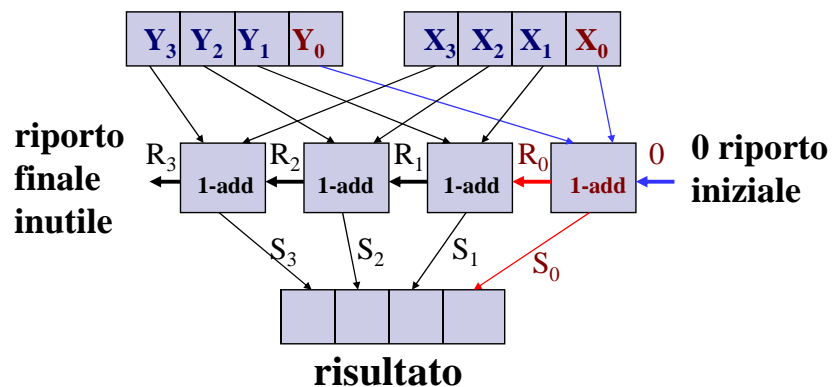 Y₃ Y₂ Y₁ Y₀ X₃ X₂ X₁ X₀
riporto
finale
inutile
R₃ R₂ R₁ R₀ 0
1-add 1-add 1-add 1-add
0 riporto
iniziale
S₃ S₂ S₁ S₀
risultato